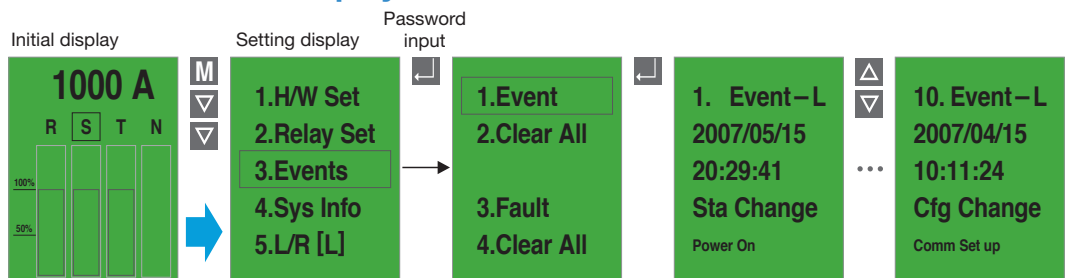 Password
input
Initial display
Setting display
M
1000 A
R S T N
100%
50%
1.H/W Set
2.Relay Set
3.Events
4.Sys Info
5.L/R [L]
1.Event
2.Clear All
3.Fault
4.Clear All
1. Event–L
2007/05/15
20:29:41
Sta Change
Power On
...
10. Event–L
2007/04/15
10:11:24
Cfg Change
Comm Set up